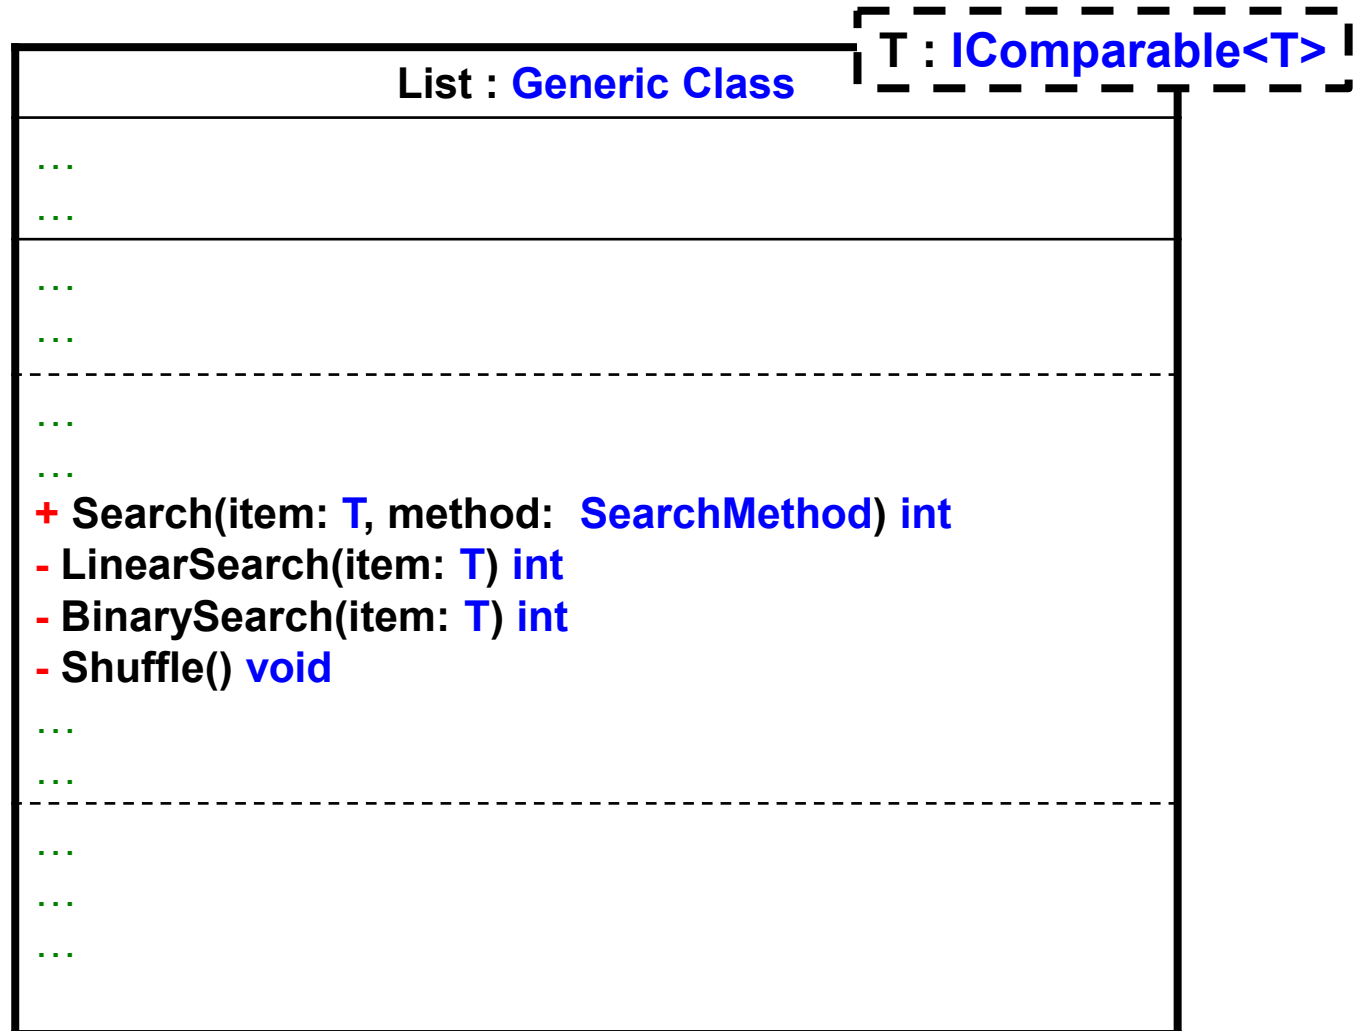 T : IComparable<T>
List : Generic Class
...
...
...
...
...
...
+ Search(item: T, method: SearchMethod) int
- LinearSearch(item: T) int
- BinarySearch(item: T) int
- Shuffle() void
...
...
...
...
...